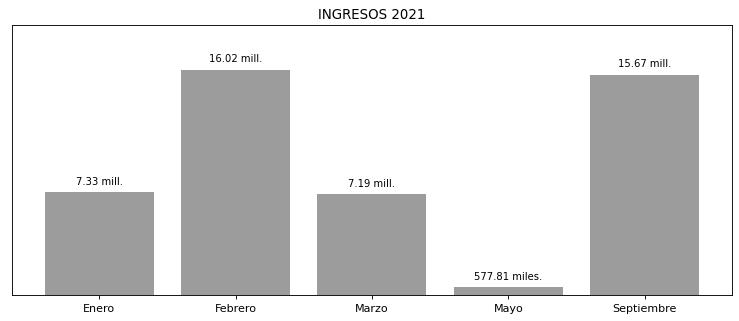 INGRESOS 2021
16.02 mill.
15.67 mill.
7.33 mill.
7.19 mill.
577.81 miles.
Enero
Febrero
Marzo
Mayo
Septiembre